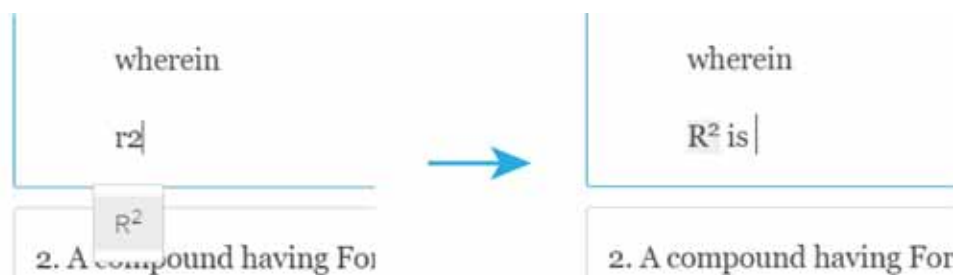 wherein
r2
R²
2. A compound having For
wherein
R² is
2. A compound having For